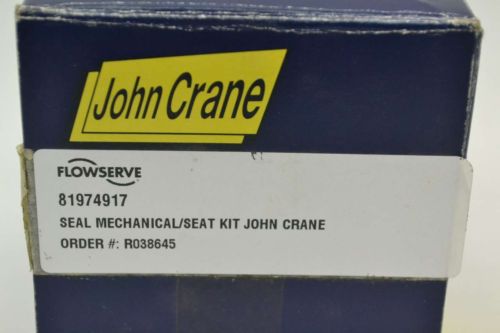 John Crane
FLOWSERVE
81974917
SEAL MECHANICAL/SEAT KIT JOHN CRANE
ORDER #: R038645